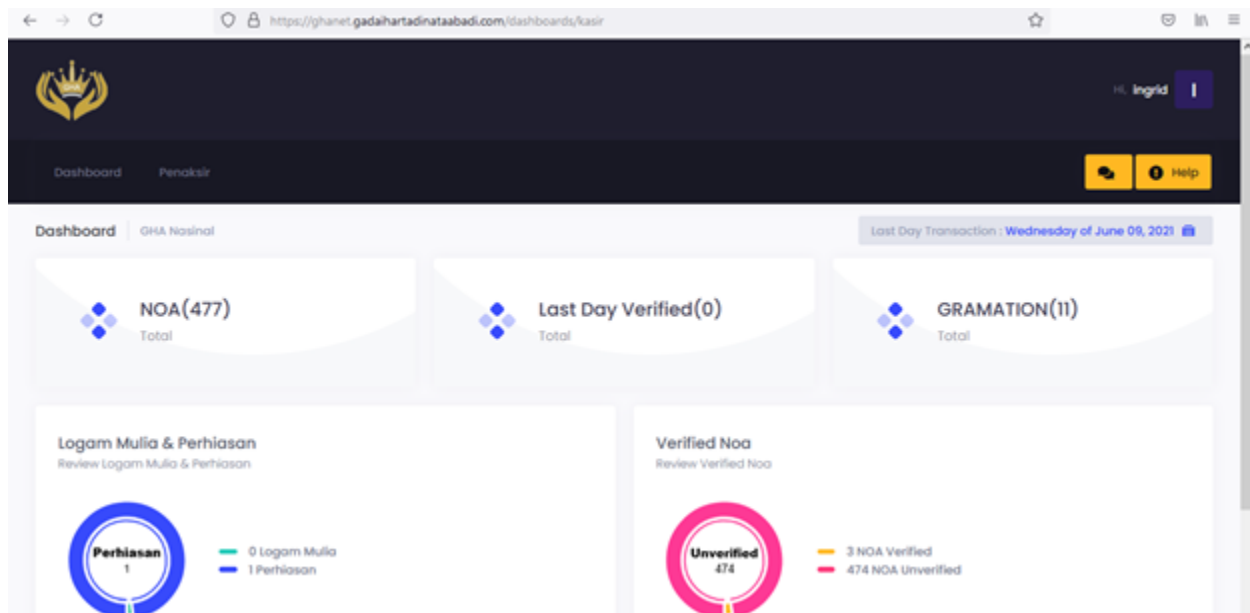 https://ghanet.gadaihartadinataabadi.com/dashboards/kasir
GHA
Hi, ingrid I
Dashboard Penaksir
Help
Dashboard GHA Nasinal
Last Day Transaction : Wednesday of June 09, 2021
NOA(477)
Total
Last Day Verified(0)
Total
GRAMATION(11)
Total
Logam Mulia & Perhiasan
Review Logam Mulia & Perhiasan
Perhiasan
1
0 Logam Mulia
1 Perhiasan
Verified Noa
Review Verified Noa
Unverified
474
3 NOA Verified
474 NOA Unverified